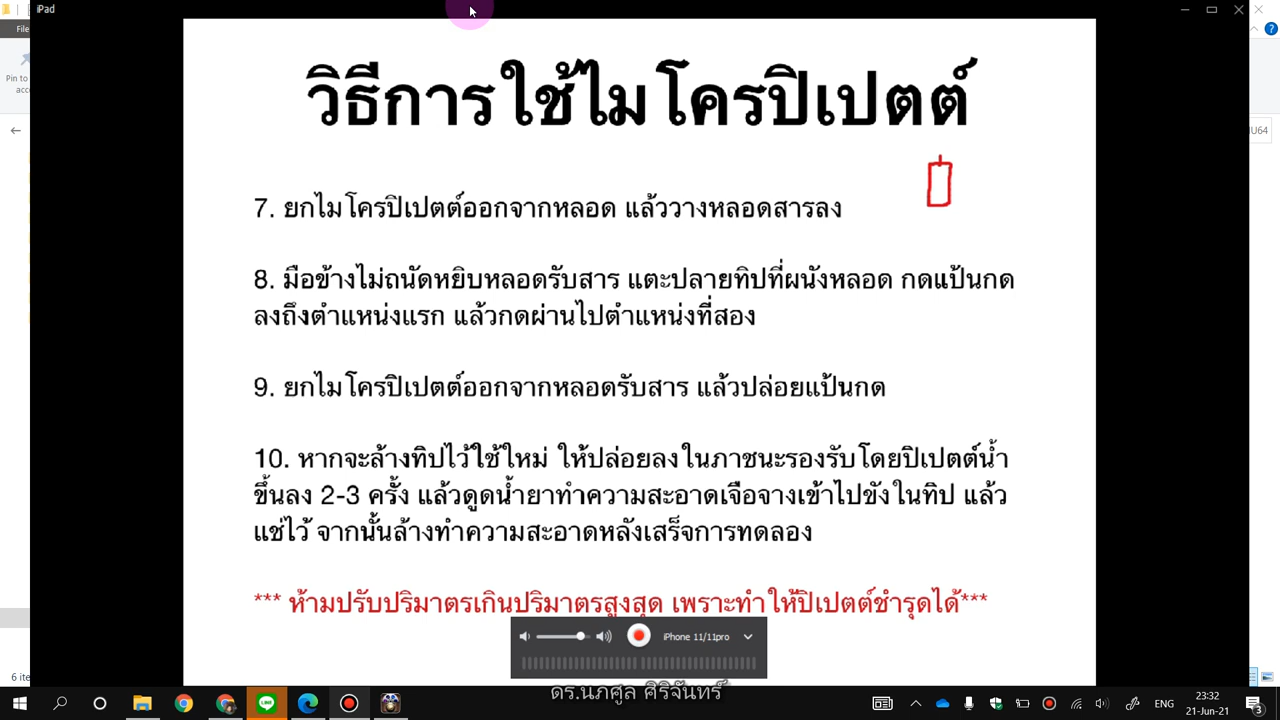 iPad
File
Pin to
acce
U64
วิธีการใช้ไมโครปิเปตต์
7. ยกไมโครปิเปตต์ออกจากหลอด แล้ววางหลอดสารลง
8. มือข้างไม่ถนัดหยิบหลอดรับสาร แตะปลายทิปที่ผนังหลอด กดแป้นกด
ลงถึงตำแหน่งแรก แล้วกดผ่านไปตำแหน่งที่สอง
9. ยกไมโครปิเปตต์ออกจากหลอดรับสาร แล้วปล่อยแป้นกด
10. หากจะล้างทิปไว้ใช้ใหม่ ให้ปล่อยลงในภาชนะรองรับโดยปิเปตต์น้ำ
ขึ้นลง 2-3 ครั้ง แล้วดูดน้ำยาทำความสะอาดเจือจางเข้าไปขังในทิป แล้ว
แช่ไว้ จากนั้นล้างทำความสะอาดหลังเสร็จการทดลอง
*** ห้ามปรับปริมาตรเกินปริมาตรสูงสุด เพราะทำให้ปิเปตต์ชำรุดได้***
iPhone 11/11pro
6 ite
ดร.นภศูล ศิริจันทร์
ENG
23:32
21-Jun-21
3